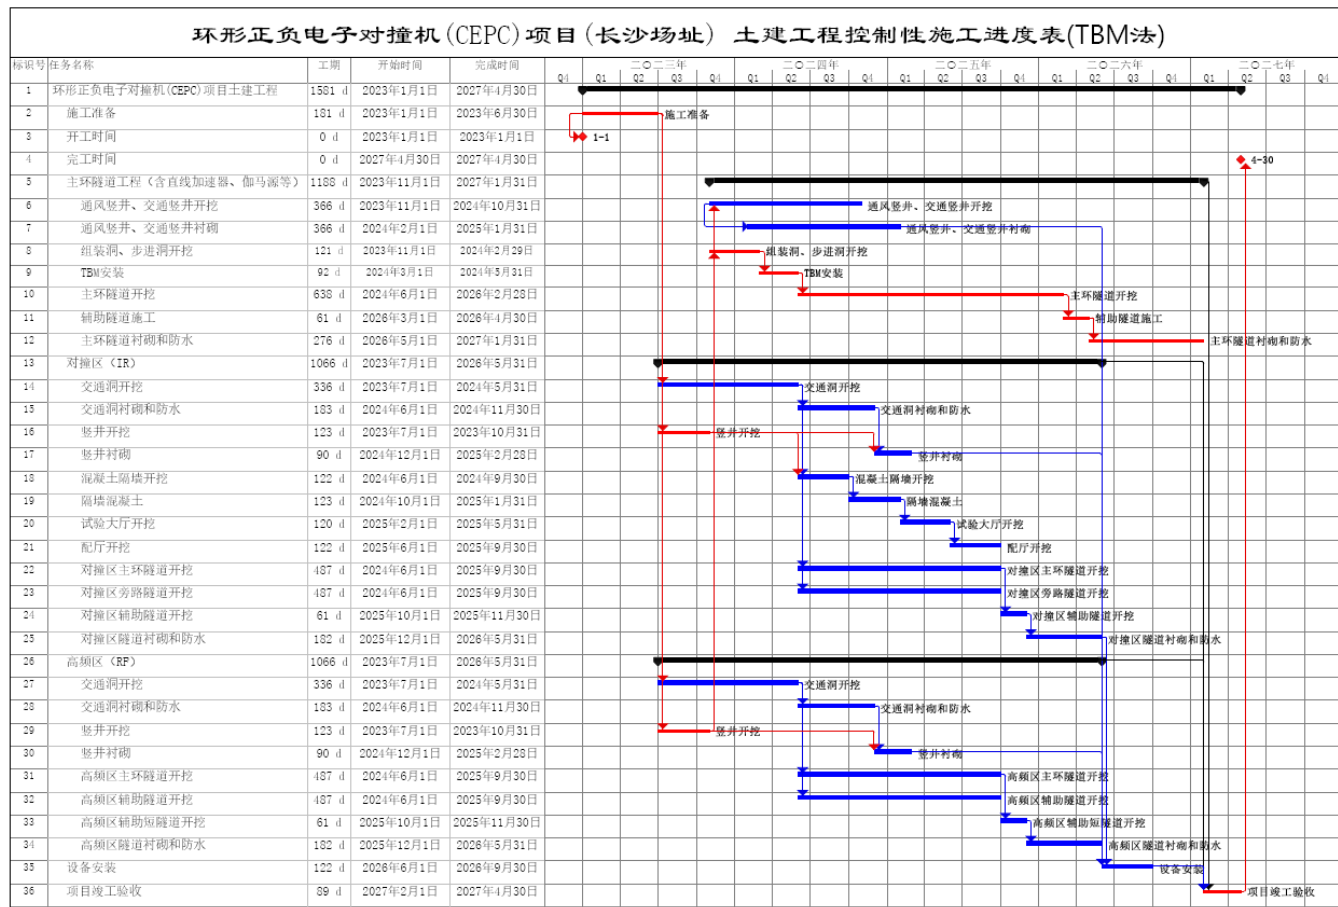 环形正负电子对撞机(CEPC)项目(长沙场址) 土建工程控制性施工进度表(TBM法)
标识号 任务名称 工期 开始时间 完成时间 二〇二三年 二〇二四年 二〇二五年 二〇二六年 二〇二七年
Q4 Q1 Q2 Q3 Q4 Q1 Q2 Q3 Q4 Q1 Q2 Q3 Q4 Q1 Q2 Q3 Q4 Q1 Q2 Q3 Q4
1 环形正负电子对撞机(CEPC)项目土建工程 1581 d 2023年1月1日 2027年4月30日
2 施工准备 181 d 2023年1月1日 2023年6月30日 施工准备
3 开工时间 0 d 2023年1月1日 2023年1月1日 1-1
4 完工时间 0 d 2027年4月30日 2027年4月30日 4-30
5 主环隧道工程（含直线加速器、伽马源等） 1188 d 2023年11月1日 2027年1月31日
6 通风竖井、交通竖井开挖 366 d 2023年11月1日 2024年10月31日 通风竖井、交通竖井开挖
7 通风竖井、交通竖井衬砌 366 d 2024年2月1日 2025年1月31日 通风竖井、交通竖井衬砌
8 组装洞、步进洞开挖 121 d 2023年11月1日 2024年2月29日 组装洞、步进洞开挖
9 TBM安装 92 d 2024年3月1日 2024年5月31日 TBM安装
10 主环隧道开挖 638 d 2024年6月1日 2026年2月28日 主环隧道开挖
11 辅助隧道施工 61 d 2026年3月1日 2026年4月30日 辅助隧道施工
12 主环隧道衬砌和防水 276 d 2026年5月1日 2027年1月31日 主环隧道衬砌和防水
13 对撞区（IR） 1066 d 2023年7月1日 2026年5月31日
14 交通洞开挖 336 d 2023年7月1日 2024年5月31日 交通洞开挖
15 交通洞衬砌和防水 183 d 2024年6月1日 2024年11月30日 交通洞衬砌和防水
16 竖井开挖 123 d 2023年7月1日 2023年10月31日 竖井开挖
17 竖井衬砌 90 d 2024年12月1日 2025年2月28日 竖井衬砌
18 混凝土隔墙开挖 122 d 2024年6月1日 2024年9月30日 混凝土隔墙开挖
19 隔墙混凝土 123 d 2024年10月1日 2025年1月31日 隔墙混凝土
20 试验大厅开挖 120 d 2025年2月1日 2025年5月31日 试验大厅开挖
21 配厅开挖 122 d 2025年6月1日 2025年9月30日 配厅开挖
22 对撞区主环隧道开挖 487 d 2024年6月1日 2025年9月30日 对撞区主环隧道开挖
23 对撞区旁路隧道开挖 487 d 2024年6月1日 2025年9月30日 对撞区旁路隧道开挖
24 对撞区辅助隧道开挖 61 d 2025年10月1日 2025年11月30日 对撞区辅助隧道开挖
25 对撞区隧道衬砌和防水 182 d 2025年12月1日 2026年5月31日 对撞区隧道衬砌和防水
26 高频区（RF） 1066 d 2023年7月1日 2026年5月31日
27 交通洞开挖 336 d 2023年7月1日 2024年5月31日 交通洞开挖
28 交通洞衬砌和防水 183 d 2024年6月1日 2024年11月30日 交通洞衬砌和防水
29 竖井开挖 123 d 2023年7月1日 2023年10月31日 竖井开挖
30 竖井衬砌 90 d 2024年12月1日 2025年2月28日 竖井衬砌
31 高频区主环隧道开挖 487 d 2024年6月1日 2025年9月30日 高频区主环隧道开挖
32 高频区辅助隧道开挖 487 d 2024年6月1日 2025年9月30日 高频区辅助隧道开挖
33 高频区辅助短隧道开挖 61 d 2025年10月1日 2025年11月30日 高频区辅助短隧道开挖
34 高频区隧道衬砌和防水 182 d 2025年12月1日 2026年5月31日 高频区隧道衬砌和防水
35 设备安装 122 d 2026年6月1日 2026年9月30日 设备安装
36 项目竣工验收 89 d 2027年2月1日 2027年4月30日 项目竣工验收